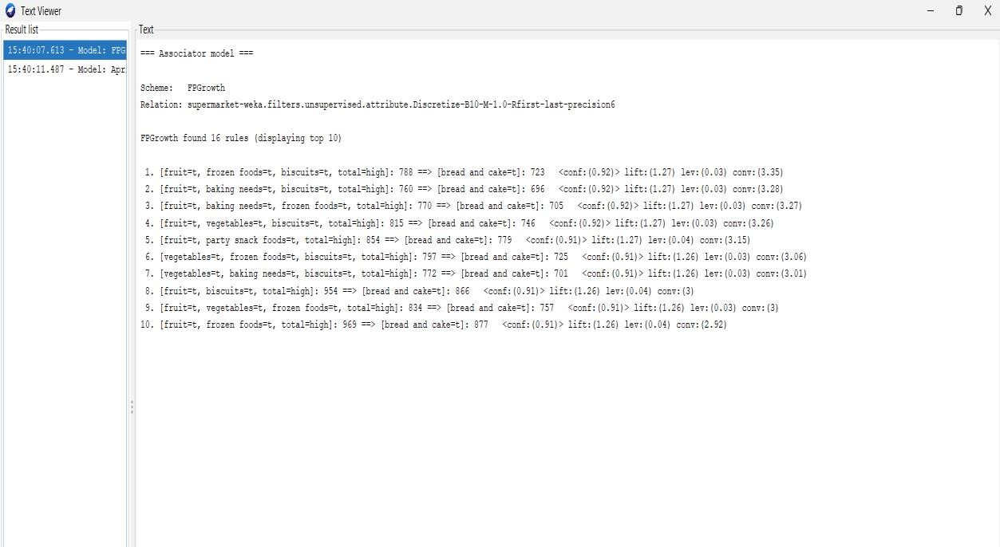 Text Viewer
Result list
15:40:07.613 - Model: FPG
15:40:11.487 - Model: Apr
Text
=== Associator model ===
Scheme: FPGrowth
Relation: supermarket-weka.filters.unsupervised.attribute.Discretize-B10-M-1.0-Rfirst-last-precision6
FPGrowth found 16 rules (displaying top 10)
1. [fruit=t, frozen foods=t, biscuits=t, total=high]: 788 ==> [bread and cake=t]: 723 <conf:(0.92)> lift:(1.27) lev:(0.03) conv:(3.35)
2. [fruit=t, baking needs=t, biscuits=t, total=high]: 760 ==> [bread and cake=t]: 696 <conf:(0.92)> lift:(1.27) lev:(0.03) conv:(3.28)
3. [fruit=t, baking needs=t, frozen foods=t, total=high]: 770 ==> [bread and cake=t]: 705 <conf:(0.92)> lift:(1.27) lev:(0.03) conv:(3.27)
4. [fruit=t, vegetables=t, biscuits=t, total=high]: 815 ==> [bread and cake=t]: 746 <conf:(0.92)> lift:(1.27) lev:(0.03) conv:(3.26)
5. [fruit=t, party snack foods=t, total=high]: 854 ==> [bread and cake=t]: 779 <conf:(0.91)> lift:(1.27) lev:(0.04) conv:(3.15)
6. [vegetables=t, frozen foods=t, biscuits=t, total=high]: 797 ==> [bread and cake=t]: 725 <conf:(0.91)> lift:(1.26) lev:(0.03) conv:(3.06)
7. [vegetables=t, baking needs=t, biscuits=t, total=high]: 772 ==> [bread and cake=t]: 701 <conf:(0.91)> lift:(1.26) lev:(0.03) conv:(3.01)
8. [fruit=t, biscuits=t, total=high]: 954 ==> [bread and cake=t]: 866 <conf:(0.91)> lift:(1.26) lev:(0.04) conv:(3)
9. [fruit=t, vegetables=t, frozen foods=t, total=high]: 834 ==> [bread and cake=t]: 757 <conf:(0.91)> lift:(1.26) lev:(0.03) conv:(3)
10. [fruit=t, frozen foods=t, total=high]: 969 ==> [bread and cake=t]: 877 <conf:(0.91)> lift:(1.26) lev:(0.04) conv:(2.92)